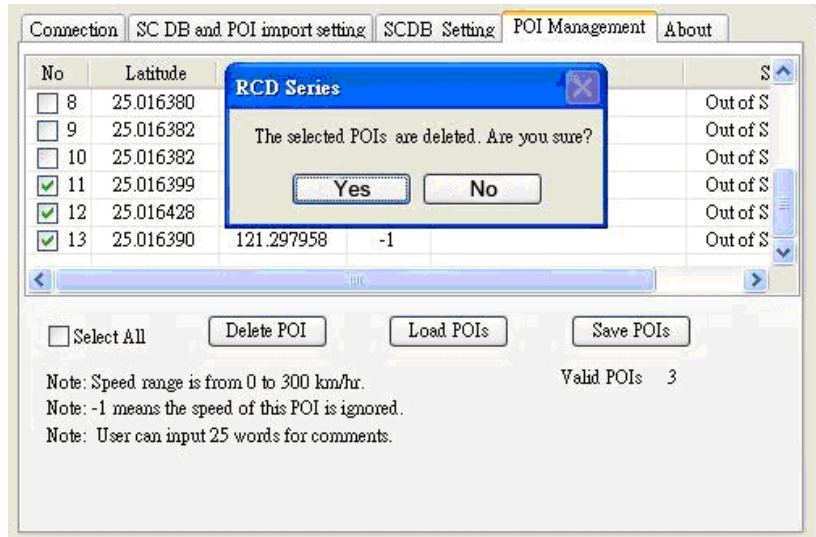 Connection SC DB and POI import setting SCDB Setting POI Management About
No Latitude S
RCD Series
The selected POIs are deleted. Are you sure?
Yes No
8 25.016380 Out of S
9 25.016382 Out of S
10 25.016382 Out of S
11 25.016399 Out of S
12 25.016428 Out of S
13 25.016390 121.297958 -1 Out of S
Select All Delete POI Load POIs Save POIs
Valid POIs 3
Note: Speed range is from 0 to 300 km/hr.
Note: -1 means the speed of this POI is ignored.
Note: User can input 25 words for comments.